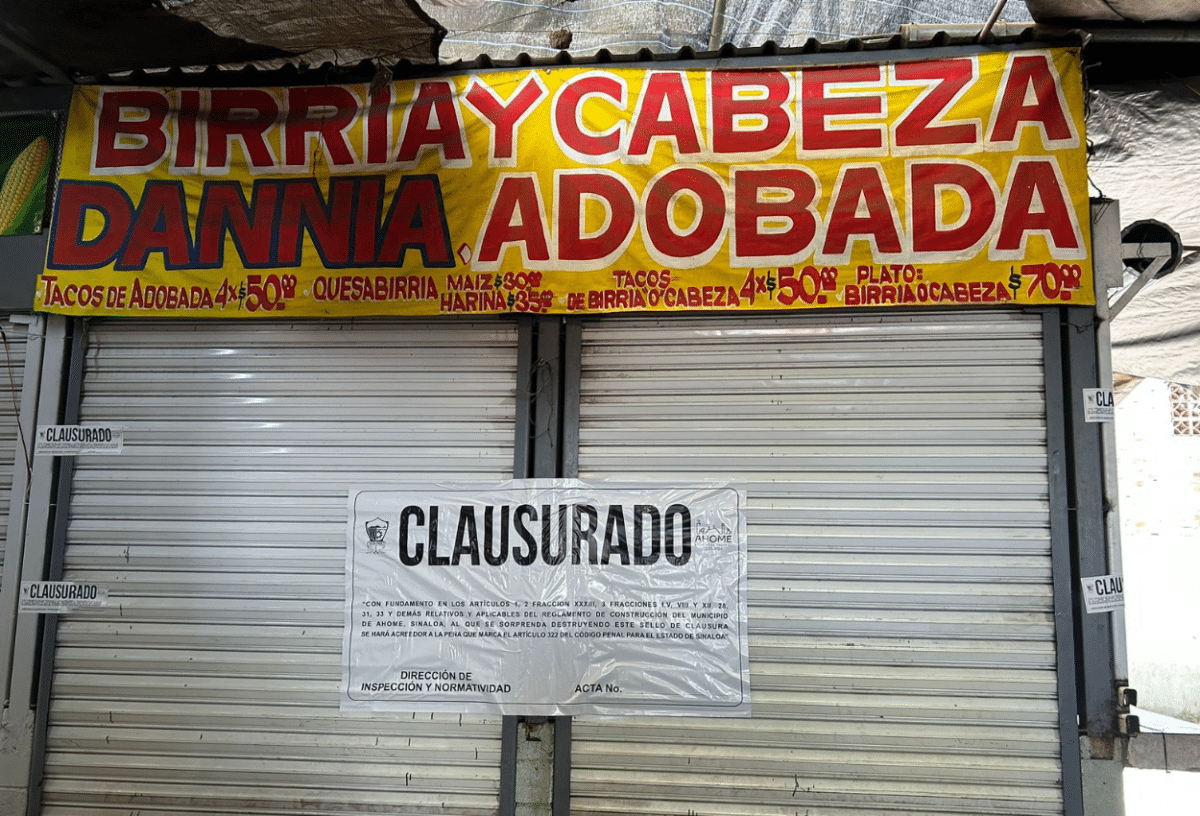 BIRRIA Y CABEZA
DANNIA. ADOBADA
TACOS DE ADOBADA 4x$50.00
QUESABIRRIA MAIZ $30.00
HARINA $35.00
TACOS
DE BIRRIA O' CABEZA 4x$50.00
PLATO:
BIRRIA O CABEZA $70.00
CLAUSURADO
CLA
CLAUSURADO
AHOME
"CON FUNDAMENTO EN LOS ARTÍCULOS 1, 2 FRACCION XXXIII, 3 FRACCIONES I,V, VIII Y XII, 28,
31, 33 Y DEMÁS RELATIVOS Y APLICABLES DEL REGLAMENTO DE CONSTRUCCIÓN DEL MUNICIPIO
DE AHOME, SINALOA, AL QUE SE SORPRENDA DESTRUYENDO ESTE SELLO DE CLAUSURA
SE HARÁ ACREEDOR A LA PENA QUE MARCA EL ARTÍCULO 322 DEL CÓDIGO PENAL PARA EL ESTADO DE SINALOA"
DIRECCIÓN DE
INSPECCIÓN Y NORMATIVIDAD
ACTA No.
CLAUSURADO
CLAU